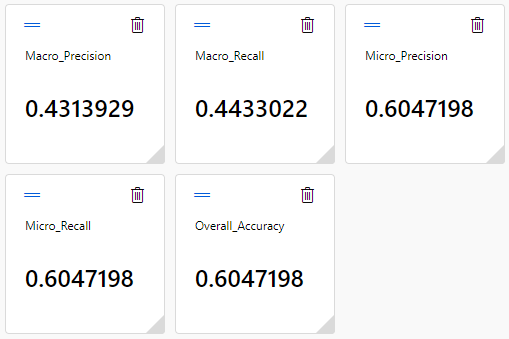 Macro_Precision
0.4313929
Macro_Recall
0.4433022
Micro_Precision
0.6047198
Micro_Recall
0.6047198
Overall_Accuracy
0.6047198